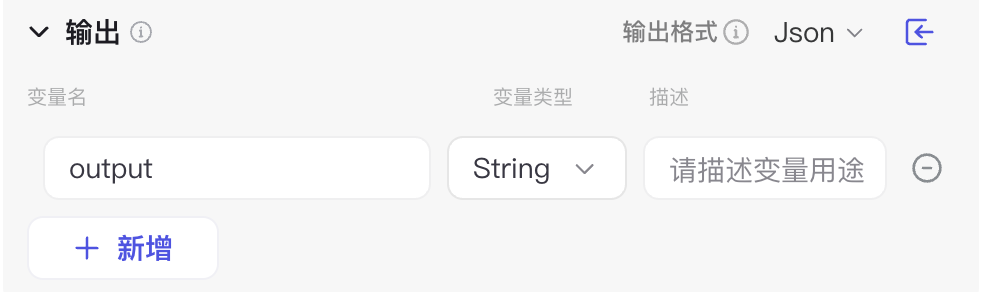 输出 输出格式 Json
变量名 变量类型 描述
output String 请描述变量用途
+ 新增